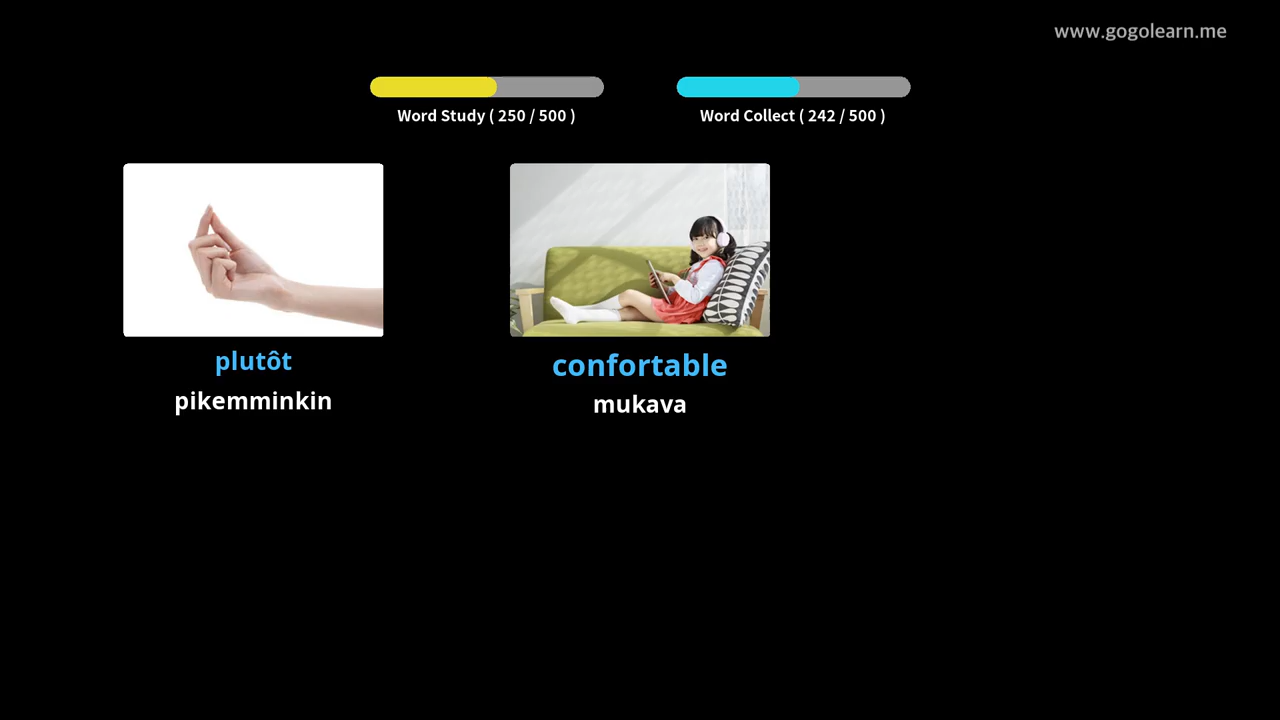 www.gogolearn.me
Word Study ( 250 / 500 )
Word Collect ( 242 / 500 )
plutôt
pikemminkin
confortable
mukava